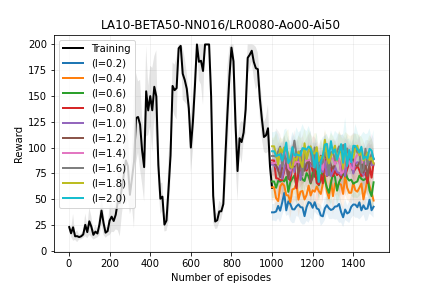 LA10-BETA50-NN016/LR0080-Ao00-Ai50
Reward
200
175
150
125
100
75
50
25
0
Training
(l=0.2)
(l=0.4)
(l=0.6)
(l=0.8)
(l=1.0)
(l=1.2)
(l=1.4)
(l=1.6)
(l=1.8)
(l=2.0)
0 200 400 600 800 1000 1200 1400
Number of episodes